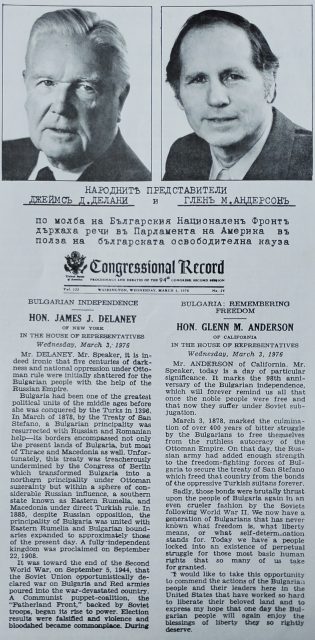 НАРОДНИТѢ ПРЕДСТАВИТЕЛИ
ДЖЕЙМСЪ Д.ДЕЛАНИ И ГЛЕНЪ М.АНДЕРСОНЪ
по молба на Български Националенъ Фронтъ
държаха речи въ Парламента на Америка въ
полза на българската освободителна кауза
Congressional Record
PROCEEDINGS AND DEBATES OF THE 94th CONGRESS, SECOND SESSION
Vol. 122 WASHINGTON, WEDNESDAY, MARCH 3, 1976
BULGARIAN INDEPENDENCE
HON. JAMES J. DELANEY
OF NEW YORK
IN THE HOUSE OF REPRESENTATIVES
Wednesday, March 3, 1976
Mr. DELANEY. Mr. Speaker, it is in-
deed ironic that five centuries of dark-
ness and national oppression under Otto-
man rule were initially shattered for the
Bulgarian people with the help of the
Russian Empire.
Bulgaria had been one of the greatest
political units of the middle ages before
she was conquered by the Turks in 1396.
In March of 1878, by the Treaty of San
Stefano, a Bulgarian principality was
resurrected with Russian and Romanian
help—its borders encompassed not only
the present lands of Bulgaria, but most
of Thrace and Macedonia as well. Unfor-
tunately, this treaty was treacherously
undermined by the Congress of Berlin
which transformed Bulgaria into a
northern principality under Ottoman
suzerainty but within a sphere of con-
siderable Russian influence, a southern
state known as Eastern Rumelia, and
Macedonia under direct Turkish rule. In
1885, despite Russian opposition, the
principality of Bulgaria was united with
Eastern Rumelia and Bulgarian bound-
aries expanded to approximately those
of the present day. A fully-independent
kingdom was proclaimed on September
22, 1908.
It was toward the end of the Second
World War, on September 5, 1944, that
the Soviet Union opportunistically de-
clared war on Bulgaria and Red armies
poured into the war-devastated country.
A Communist puppet-coalition, the
"Fatherland Front," backed by Soviet
troops, began its rise to power. Election
results were falsified and violence and
bloodshed became commonplace. During
BULGARIA: REMEMBERING
FREEDOM
HON. GLENN M. ANDERSON
OF CALIFORNIA
IN THE HOUSE OF REPRESENTATIVES
Wednesday, March 3, 1976
Mr. ANDERSON of California. Mr.
Speaker, today is a day of particular
significance. It marks the 98th anniver-
sary of the Bulgarian Independence,
which will forever remind us all that
once the noble people were free and
that now they suffer under Soviet sub-
jugation.
March 3, 1878, marked the culmina-
tion of over 400 years of bitter struggle
by the Bulgarians to free themselves
from the ruthless autocracy of the
Ottoman Empire. On that day, the Rus-
sian army had added enough strength
to the freedom-fighting forces of Bul-
garia to secure the treaty of San Stefano
which freed that country from the bonds
of the oppressive Turkish sultans forever.
Sadly, those bonds were brutally thrust
upon the people of Bulgaria again in an
even crueler fashion by the Soviets
following World War II. We now have a
generation of Bulgarians that has never
known what freedom is, what liberty
means, or what self-determination
stands for. Today we have a people
locked into an existence of perpetual
struggle for those most basic human
rights that so many of us take
for granted.
"I would like to take this opportunity
to commend the actions of the Bulgarian
people and their leaders here in the
United States that have worked so hard
to liberate their beloved land and to
express my hope that one day the Bul-
garian people will again enjoy the
blessings of liberty they so rightly
deserve.